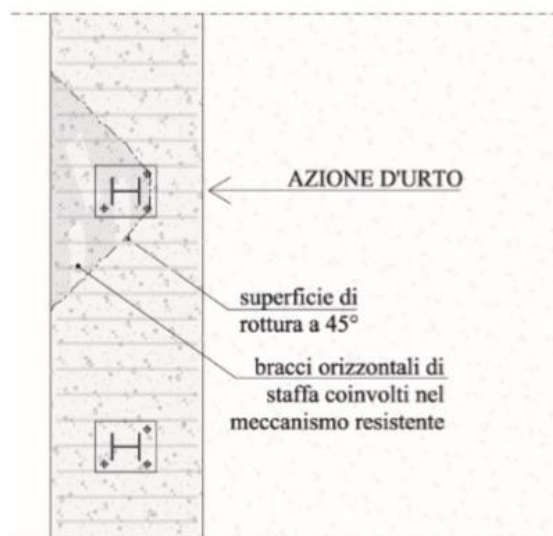 AZIONE D'URTO
superficie di
rottura a 45°
bracci orizzontali di
staffa coinvolti nel
meccanismo resistente